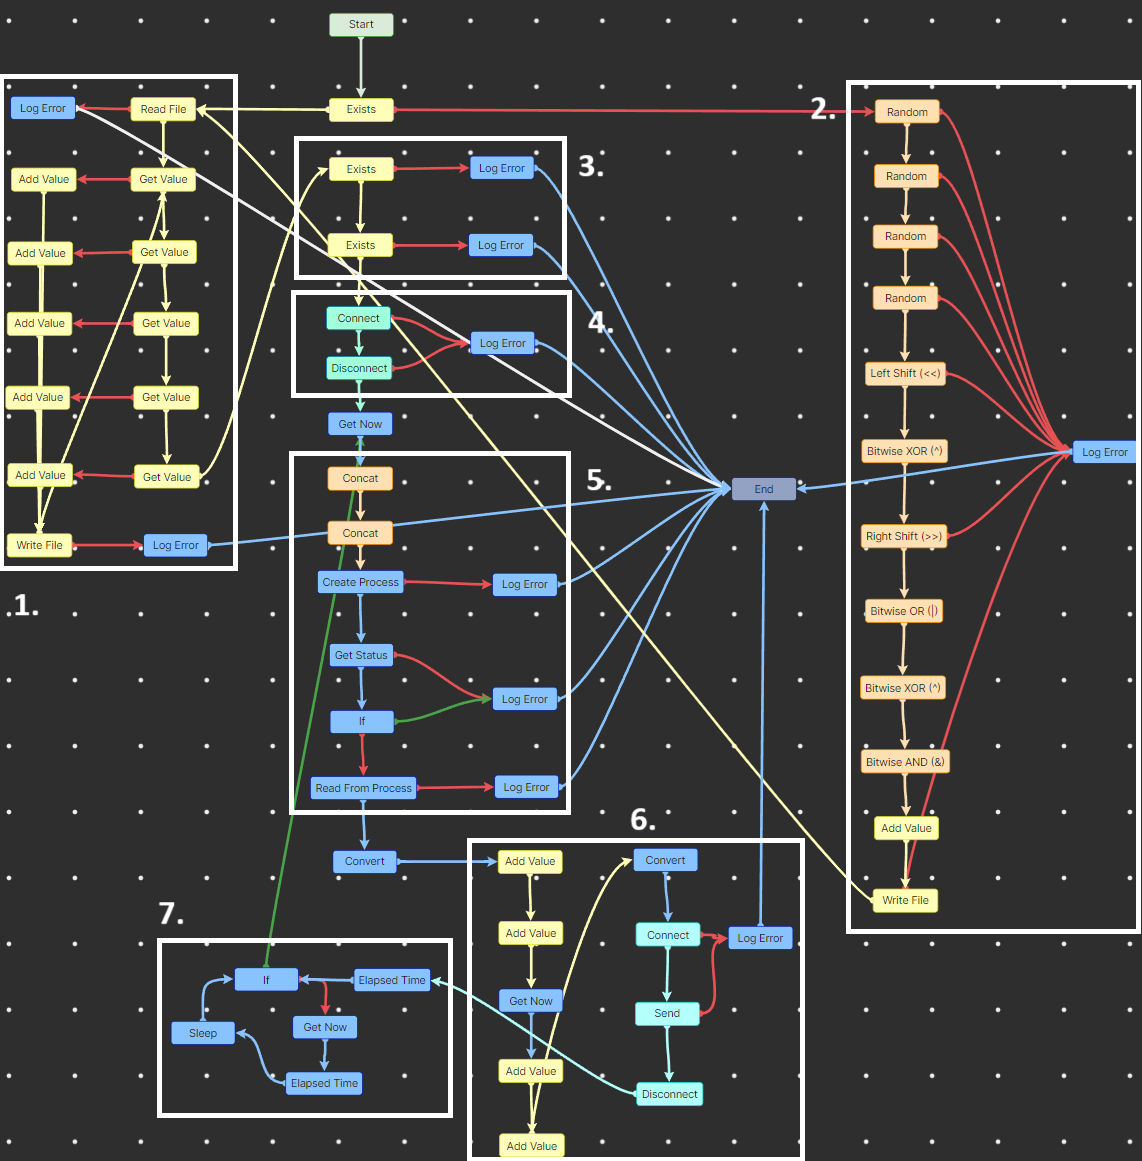 Start
Exists
2.
1.
Log Error
Read File
Add Value
Get Value
Add Value
Get Value
Add Value
Get Value
Add Value
Get Value
Add Value
Get Value
Write File
Log Error
3.
Exists
Log Error
Exists
Log Error
4.
Connect
Log Error
Disconnect
Get Now
5.
Concat
Concat
Create Process
Log Error
Get Status
Log Error
If
Read From Process
Log Error
Convert
End
Random
Random
Random
Random
Left Shift (<<)
Bitwise XOR (^)
Log Error
Right Shift (>>)
Bitwise OR (|)
Bitwise XOR (^)
Bitwise AND (&)
Add Value
Write File
6.
Add Value
Convert
Add Value
Connect
Log Error
Get Now
Send
Add Value
Disconnect
Add Value
7.
If
Elapsed Time
Sleep
Get Now
Elapsed Time